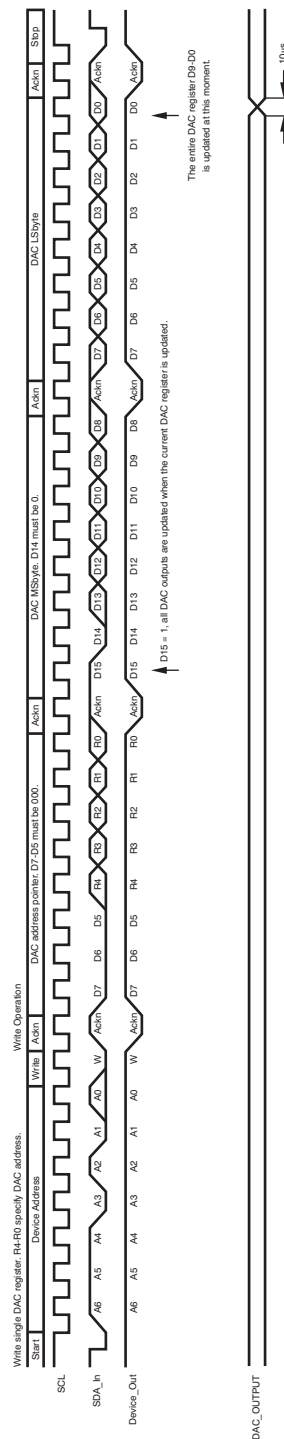 Write single DAC register. R4-R0 specify DAC address.
Write Operation
Start Device Address Write Ackn DAC address pointer. D7-D5 must be 000. Ackn DAC MSbyte. D14 must be 0. Ackn DAC LSbyte Ackn Stop
SCL
SDA_In A6 A5 A4 A3 A2 A1 A0 W Ackn D7 D6 D5 R4 R3 R2 R1 R0 Ackn D15 D14 D13 D12 D11 D10 D9 D8 Ackn D7 D6 D5 D4 D3 D2 D1 D0 Ackn
Device_Out A6 A5 A4 A3 A2 A1 A0 W Ackn D7 D6 D5 R4 R3 R2 R1 R0 Ackn D15 D14 D13 D12 D11 D10 D9 D8 Ackn D7 D6 D5 D4 D3 D2 D1 D0 Ackn
D15 = 1, all DAC outputs are updated when the current DAC register is updated.
The entire DAC register D9-D0
is updated at this moment.
DAC_OUTPUT
10µs